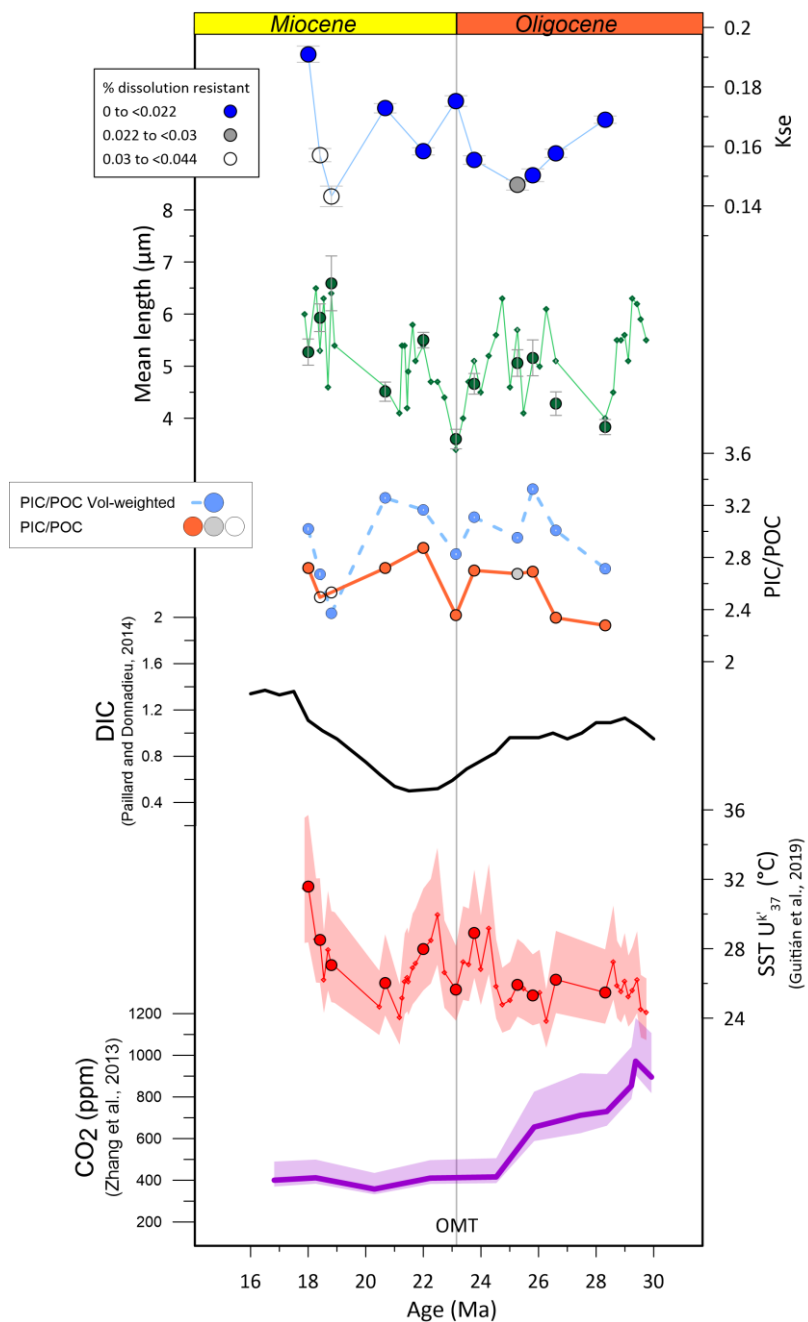 Miocene
Oligocene
% dissolution resistant
0 to <0.022
0.022 to <0.03
0.03 to <0.044
0.2
0.18
0.16
0.14
Kse
8
7
6
5
4
Mean length (µm)
PIC/POC Vol-weighted
PIC/POC
3.6
3.2
2.8
2.4
2
PIC/POC
2
1.6
1.2
0.8
0.4
DIC
(Paillard and Donnadieu, 2014)
36
32
28
24
SST Uk'37 (°C)
(Guitián et al., 2019)
1200
1000
800
600
400
200
CO2 (ppm)
(Zhang et al., 2013)
OMT
16 18 20 22 24 26 28 30
Age (Ma)